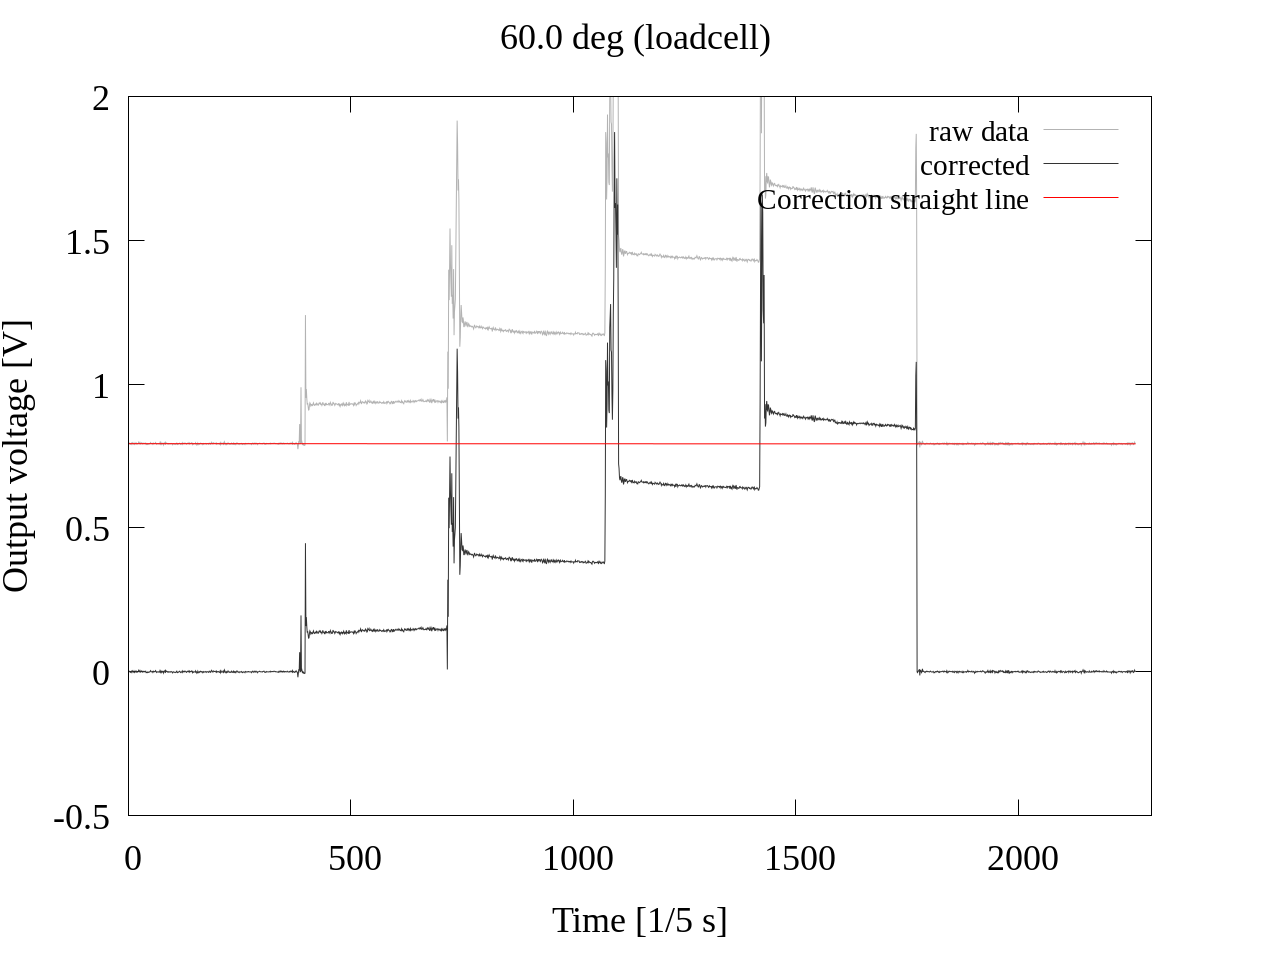 60.0 deg (loadcell)
2
1.5
1
0.5
0
-0.5
raw data
corrected
Correction straight line
Output voltage [V]
0 500 1000 1500 2000
Time [1/5 s]